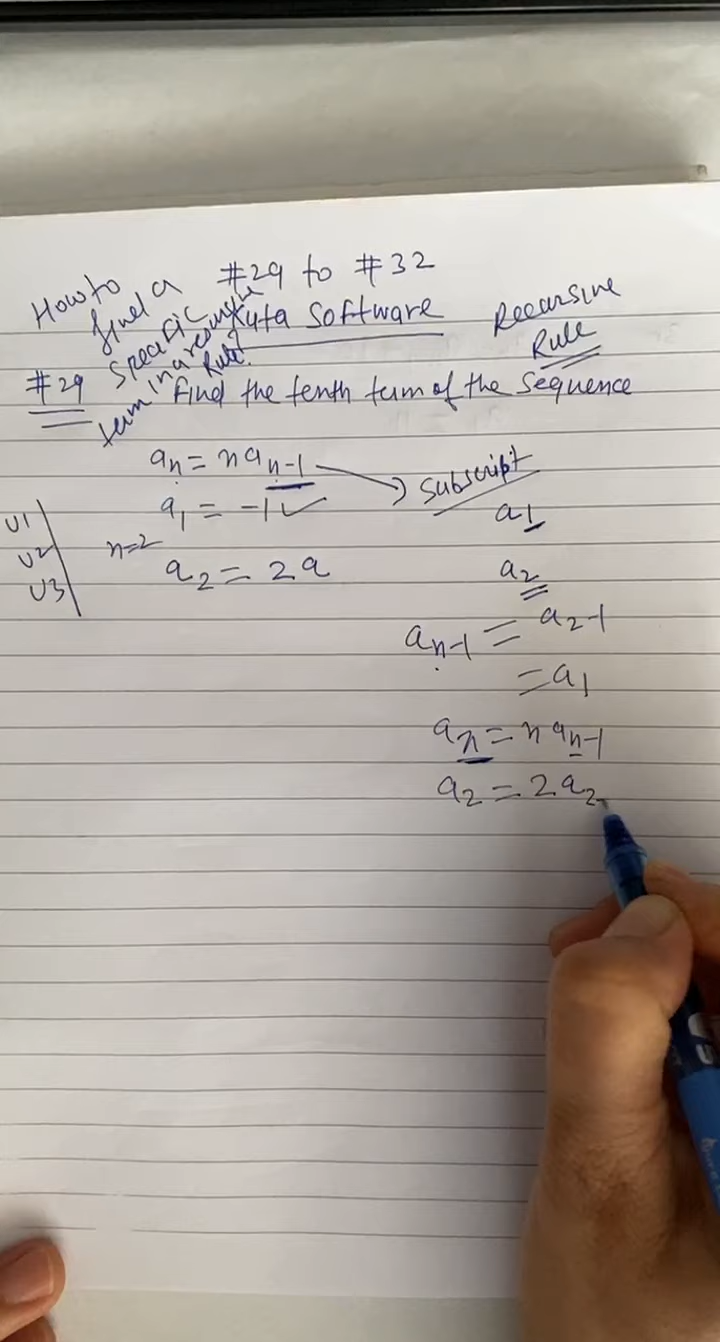 #29 to #32
How to
find a
Specific
term in a recursive
Rule?
Kuta Software
Recursive
Rule
#29
Find the tenth term of the sequence
aₙ = naₙ₋₁
subscript
a₁ = -1 ✓
a₁
U1
U2
U3
n=2
a₂ = 2a
a₂
aₙ₋₁ = a₂₋₁
= a₁
aₙ = naₙ₋₁
a₂ = 2a₂